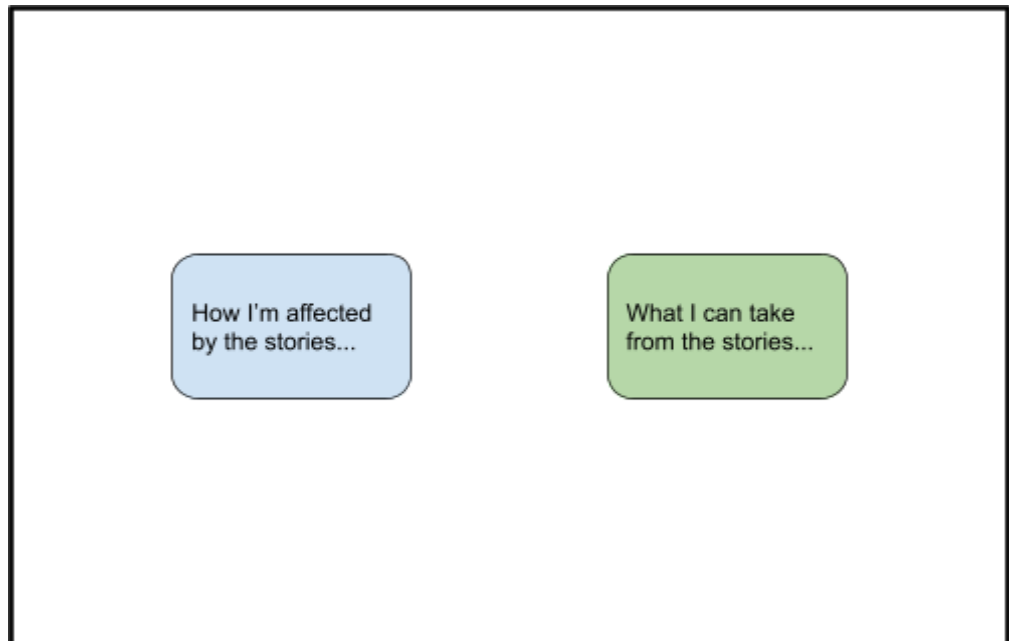 How I'm affected
by the stories...
What I can take
from the stories...